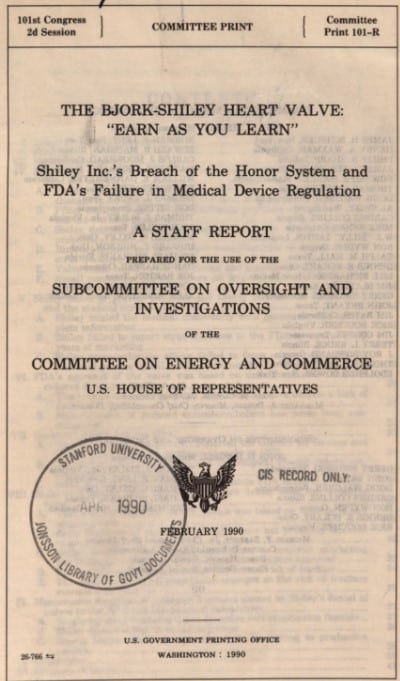 101st Congress
2d Session
COMMITTEE PRINT
Committee
Print 101-R
THE BJORK-SHILEY HEART VALVE:
"EARN AS YOU LEARN"
Shiley Inc.'s Breach of the Honor System and
FDA's Failure in Medical Device Regulation
A STAFF REPORT
PREPARED FOR THE USE OF THE
SUBCOMMITTEE ON OVERSIGHT AND
INVESTIGATIONS
OF THE
COMMITTEE ON ENERGY AND COMMERCE
U.S. HOUSE OF REPRESENTATIVES
STANFORD UNIVERSITY
APR 1990
JONSSON LIBRARY OF GOVT DOCUMENTS
CIS RECORD ONLY
FEBRUARY 1990
U.S. GOVERNMENT PRINTING OFFICE
26-766
WASHINGTON : 1990